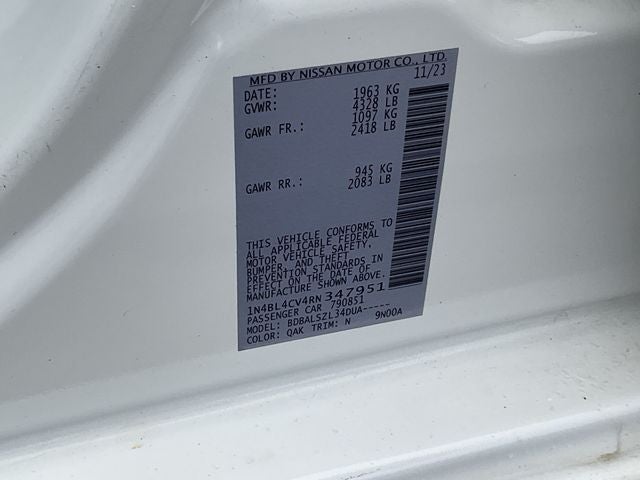 MFD BY NISSAN MOTOR CO., LTD.
DATE: 11/23
GVWR: 1963 KG
4328 LB
GAWR FR.: 1097 KG
2418 LB
GAWR RR.: 945 KG
2083 LB
THIS VEHICLE CONFORMS TO
ALL APPLICABLE FEDERAL
MOTOR VEHICLE SAFETY,
BUMPER, AND THEFT
PREVENTION STANDARDS IN
EFFECT ON THE DATE OF
MANUFACTURE SHOWN ABOVE.
1N4BL4CV4RN347951
PASSENGER CAR 790851
MODEL: BDBALSZL34DUA-----
COLOR: QAK TRIM: N 9N00A